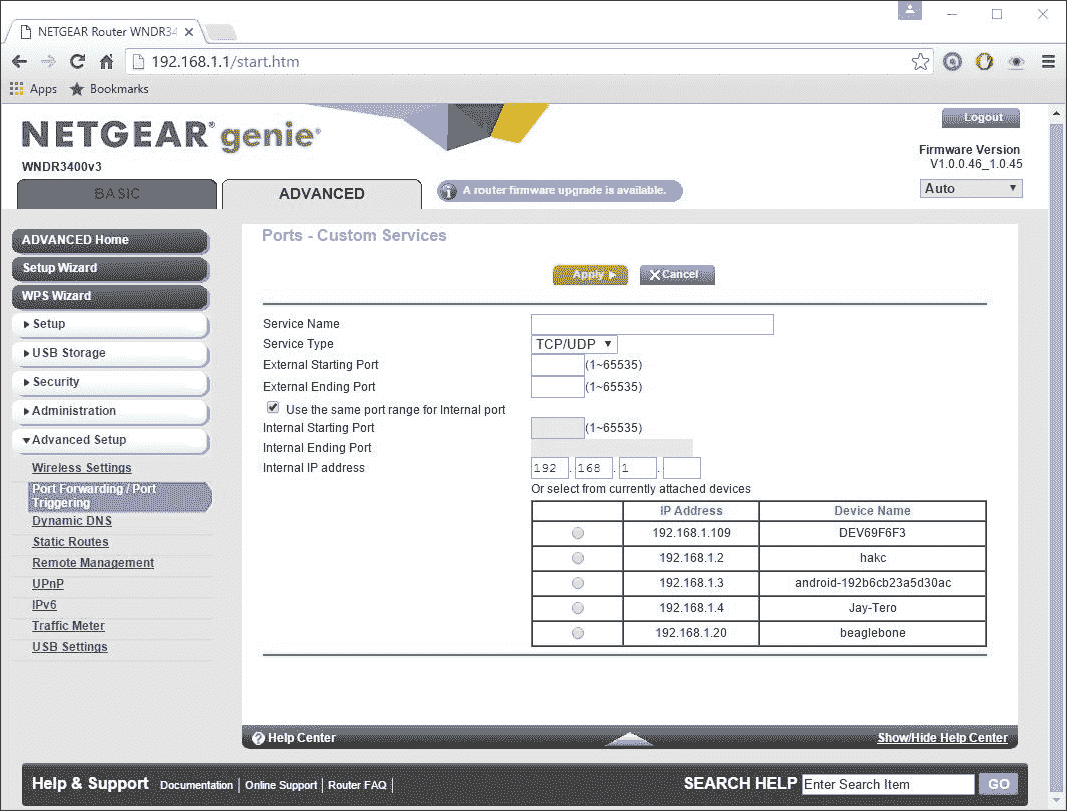 NETGEAR Router WNDR34
192.168.1.1/start.htm
Apps Bookmarks
NETGEAR® genie®
Logout
WNDR3400v3
Firmware Version
V1.0.0.46_1.0.45
BASIC
ADVANCED
A router firmware upgrade is available.
Auto
ADVANCED Home
Setup Wizard
WPS Wizard
Setup
USB Storage
Security
Administration
Advanced Setup
Wireless Settings
Port Forwarding / Port
Triggering
Dynamic DNS
Static Routes
Remote Management
UPnP
IPv6
Traffic Meter
USB Settings
Ports - Custom Services
Apply Cancel
Service Name
Service Type TCP/UDP
External Starting Port (1~65535)
External Ending Port (1~65535)
Use the same port range for Internal port
Internal Starting Port (1~65535)
Internal Ending Port
Internal IP address 192 . 168 . 1 .
Or select from currently attached devices
IP Address Device Name
192.168.1.109 DEV69F6F3
192.168.1.2 hakc
192.168.1.3 android-192b6cb23a5d30ac
192.168.1.4 Jay-Tero
192.168.1.20 beaglebone
Help Center Show/Hide Help Center
Help & Support Documentation | Online Support | Router FAQ |
SEARCH HELP Enter Search Item GO